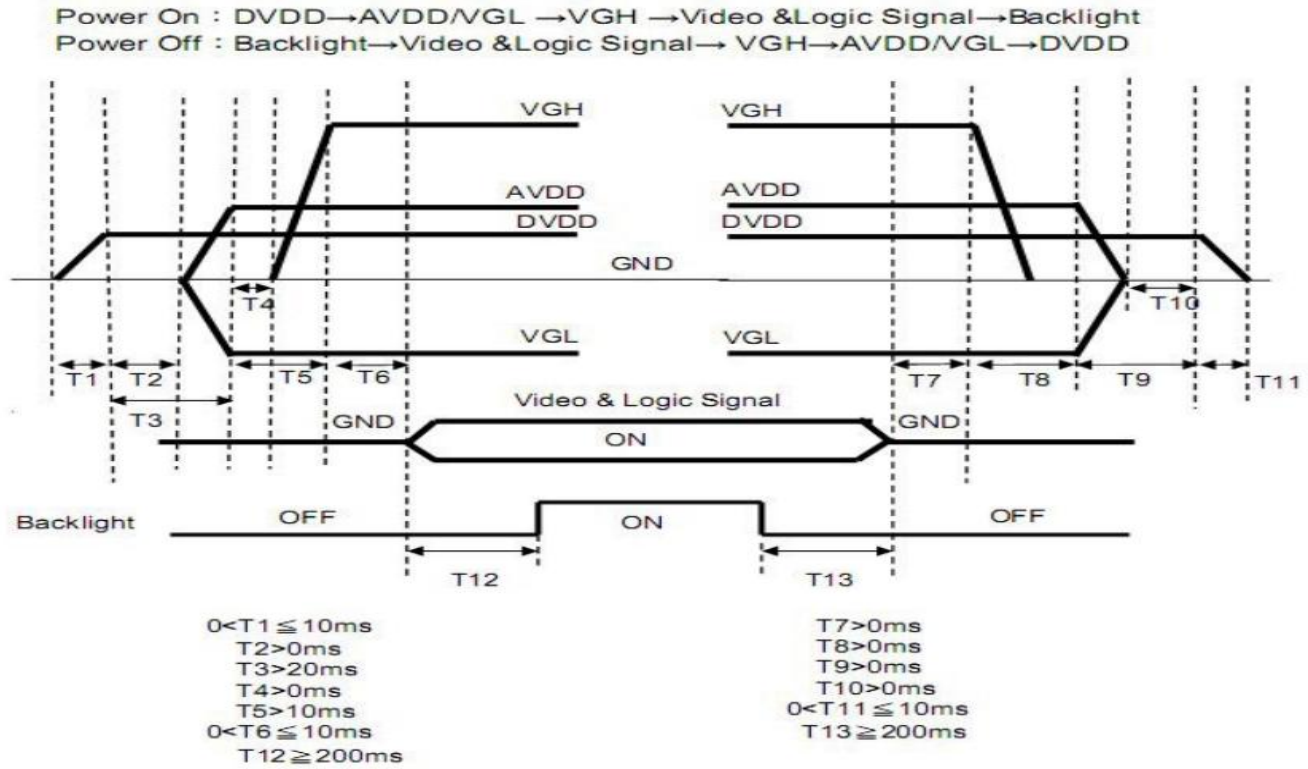 Power On : DVDD→AVDD/VGL →VGH →Video &Logic Signal→Backlight
Power Off : Backlight→Video &Logic Signal→ VGH→AVDD/VGL→DVDD
VGH VGH
AVDD AVDD
DVDD DVDD
GND
T4 T10
VGL VGL
T1 T2 T5 T6 T7 T8 T9 T11
Video & Logic Signal
T3 GND GND
ON
Backlight OFF ON OFF
T12 T13
0<T1≦10ms
T2>0ms
T3>20ms
T4>0ms
T5>10ms
0<T6≦10ms
T12≧200ms
T7>0ms
T8>0ms
T9>0ms
T10>0ms
0<T11≦10ms
T13≧200ms